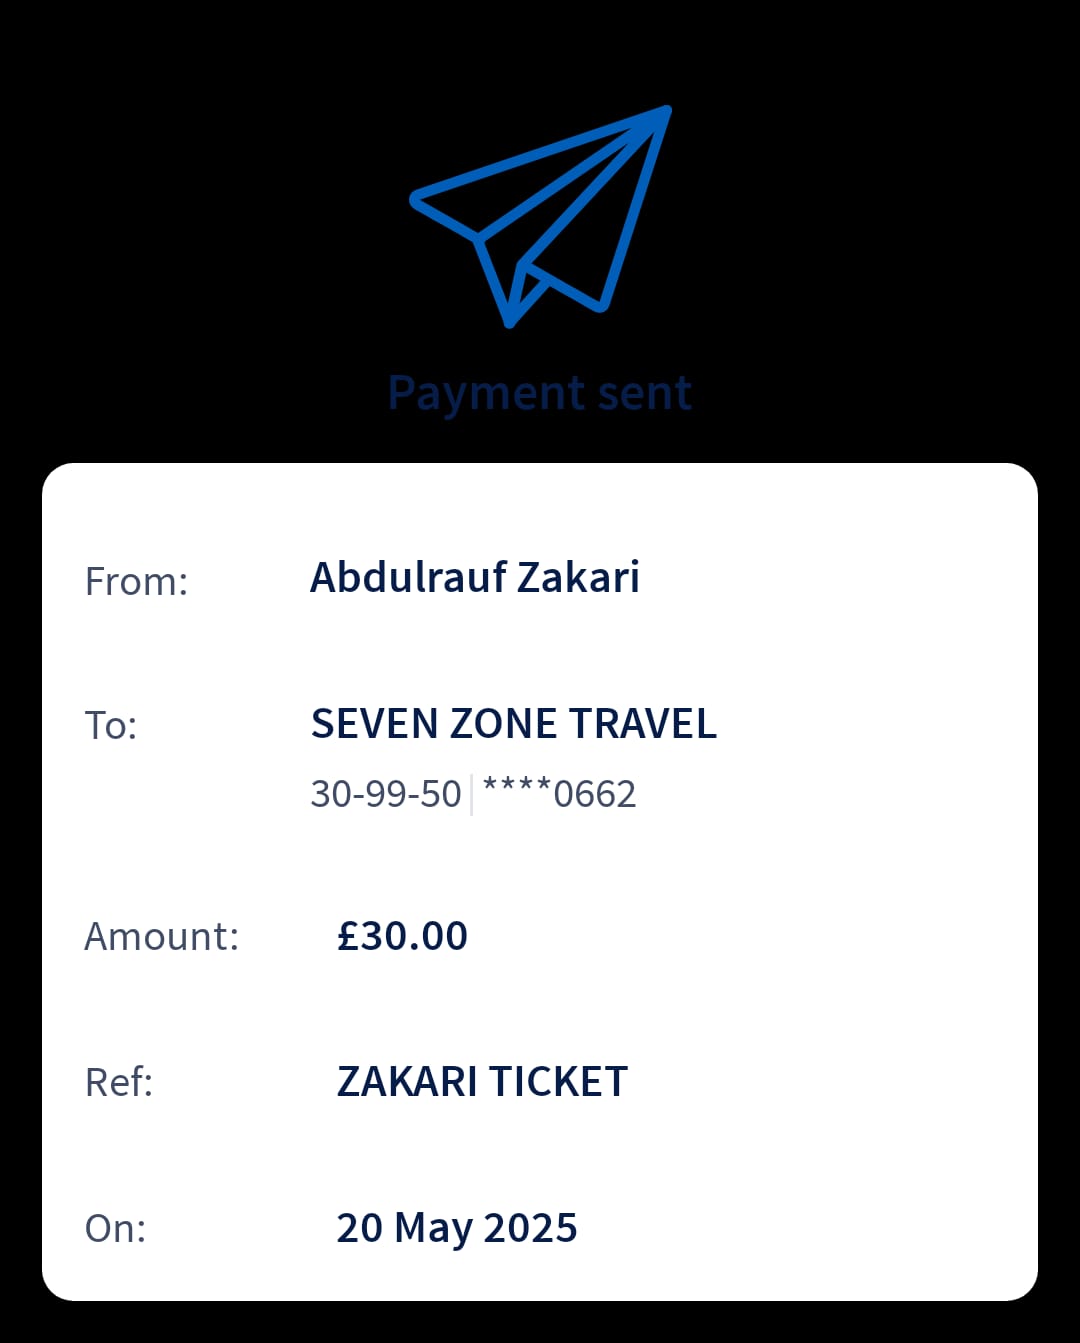 Payment sent
From: Abdulrauf Zakari
To: SEVEN ZONE TRAVEL
30-99-50 | ****0662
Amount: £30.00
Ref: ZAKARI TICKET
On: 20 May 2025